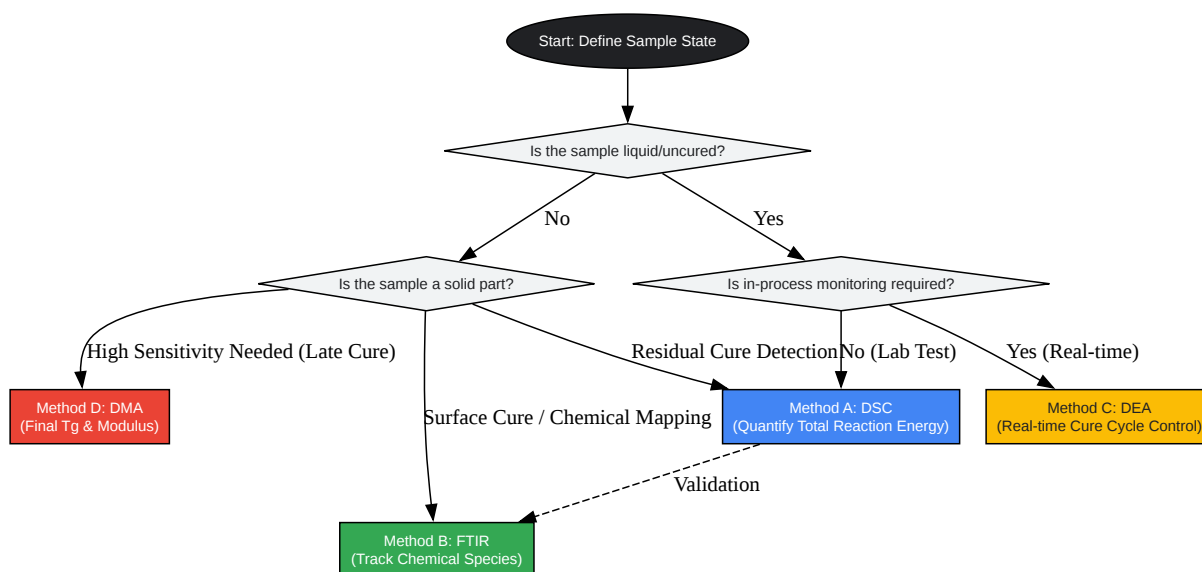 Start: Define Sample State
Is the sample liquid/uncured?
No
Yes
Is the sample a solid part?
Is in-process monitoring required?
High Sensitivity Needed (Late Cure)
Residual Cure Detection
No (Lab Test)
Yes (Real-time)
Method D: DMA
(Final Tg & Modulus)
Surface Cure / Chemical Mapping
Method A: DSC
(Quantify Total Reaction Energy)
Method C: DEA
(Real-time Cure Cycle Control)
Validation
Method B: FTIR
(Track Chemical Species)